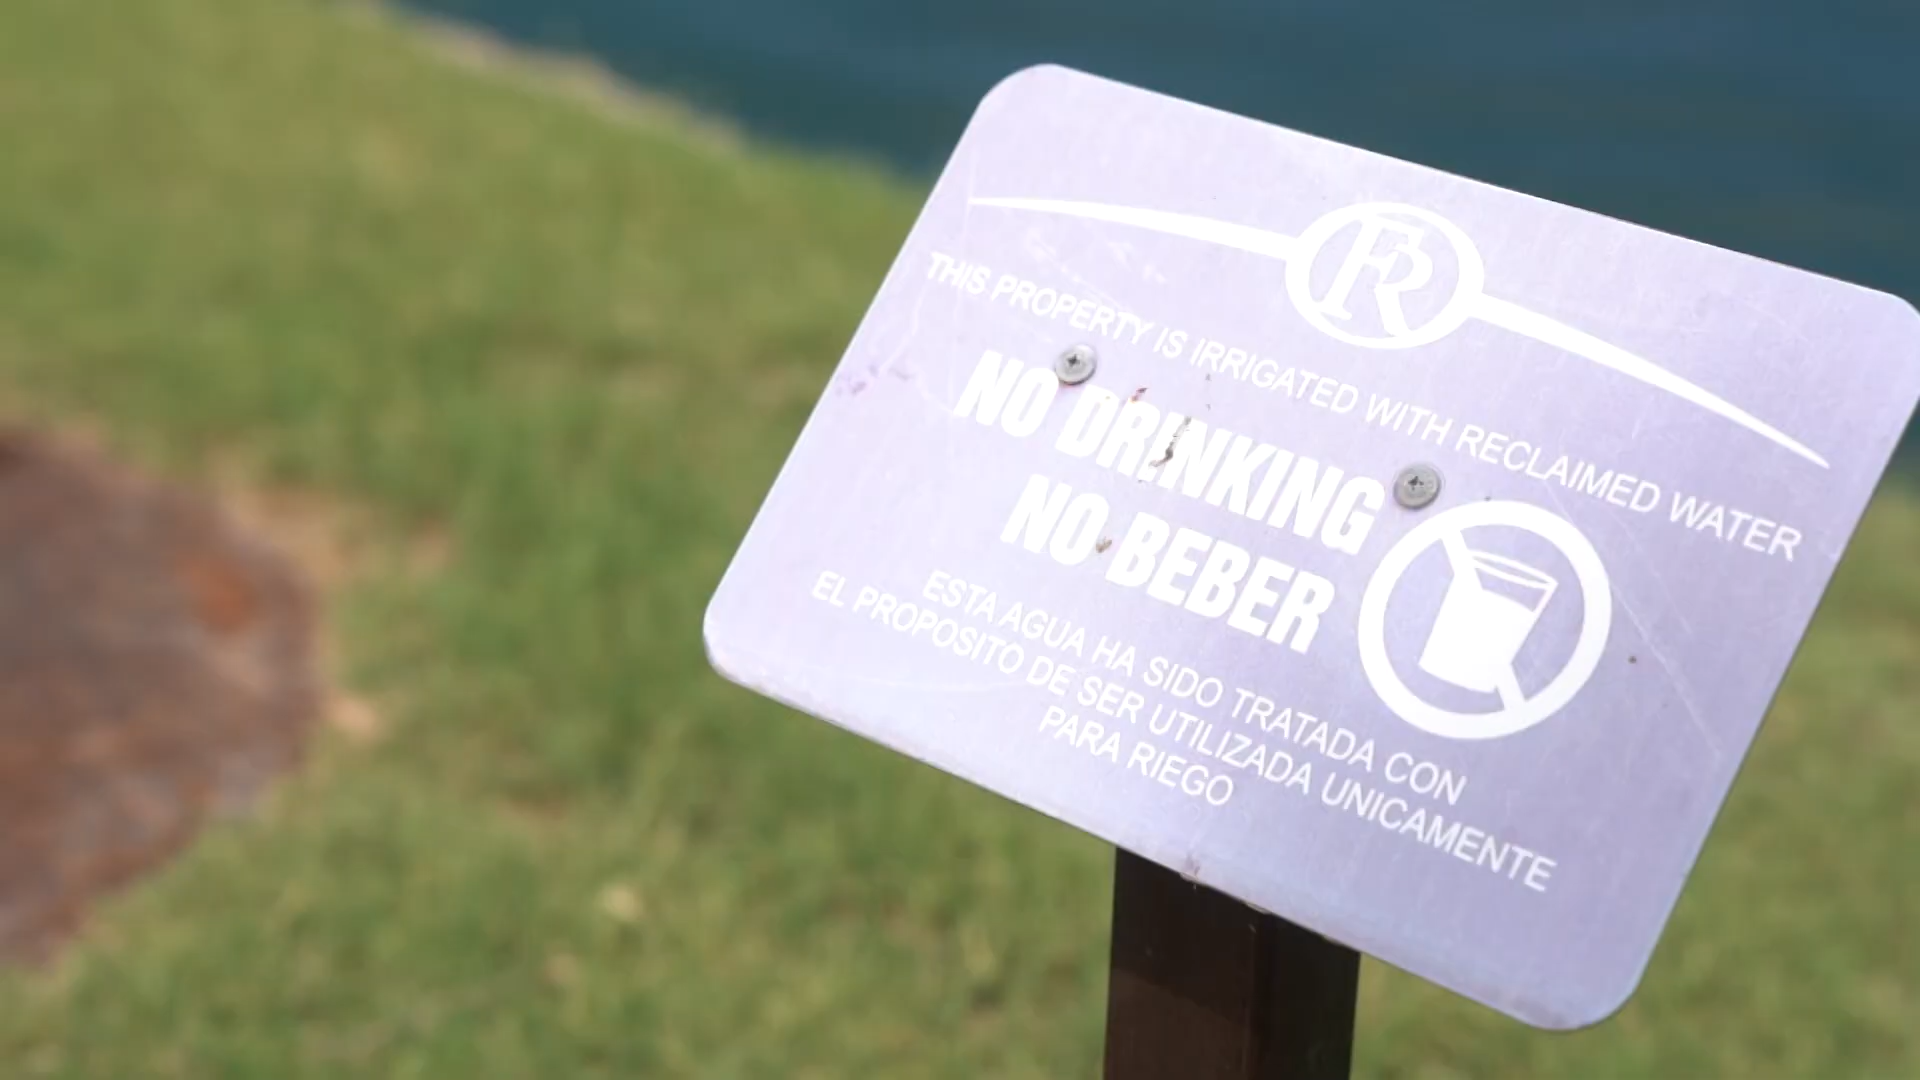 FR
THIS PROPERTY IS IRRIGATED WITH RECLAIMED WATER
NO DRINKING
NO BEBER
ESTA AGUA HA SIDO TRATADA CON
EL PROPOSITO DE SER UTILIZADA UNICAMENTE
PARA RIEGO